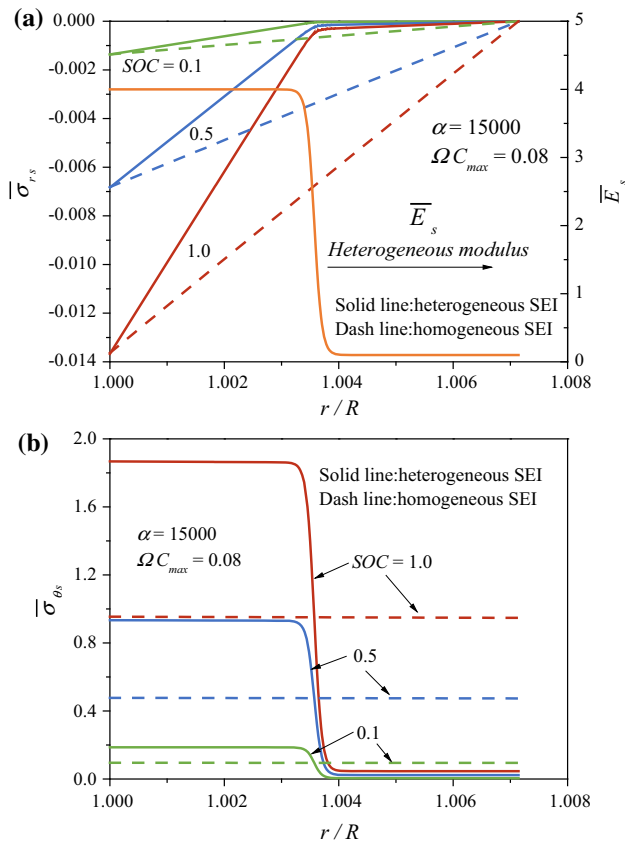 (a)
0.000
-0.002
-0.004
-0.006
-0.008
-0.010
-0.012
-0.014
σ̅ r s
5
4
3
2
1
0
E̅ s
SOC = 0.1
0.5
1.0
α = 15000
Ω C max = 0.08
E̅ s
Heterogeneous modulus
Solid line:heterogeneous SEI
Dash line:homogeneous SEI
1.000 1.002 1.004 1.006 1.008
r / R
(b)
2.0
1.6
1.2
0.8
0.4
0.0
σ̅ θs
Solid line:heterogeneous SEI
Dash line:homogeneous SEI
α = 15000
Ω C max = 0.08
SOC = 1.0
0.5
0.1
1.000 1.002 1.004 1.006 1.008
r / R